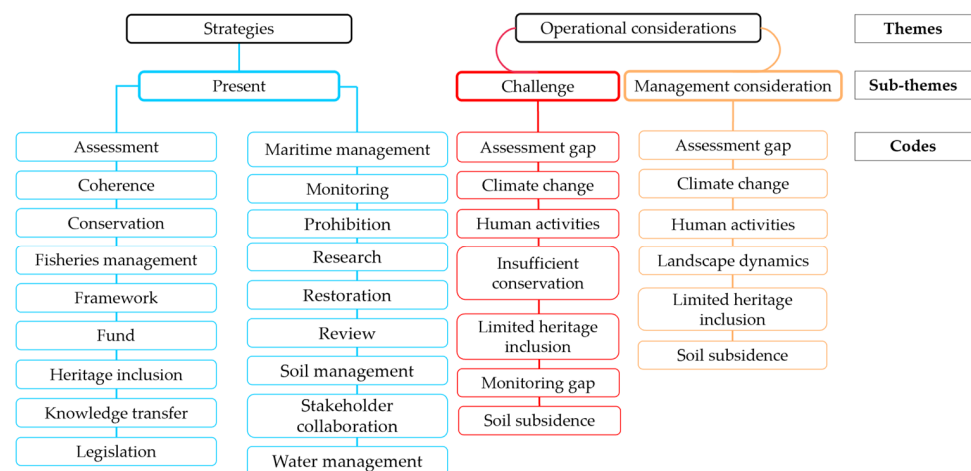 Strategies
Operational considerations
Themes
Present
Challenge
Management consideration
Sub-themes
Codes
Assessment
Coherence
Conservation
Fisheries management
Framework
Fund
Heritage inclusion
Knowledge transfer
Legislation
Maritime management
Monitoring
Prohibition
Research
Restoration
Review
Soil management
Stakeholder
collaboration
Water management
Assessment gap
Climate change
Human activities
Insufficient
conservation
Limited heritage
inclusion
Monitoring gap
Soil subsidence
Assessment gap
Climate change
Human activities
Landscape dynamics
Limited heritage
inclusion
Soil subsidence